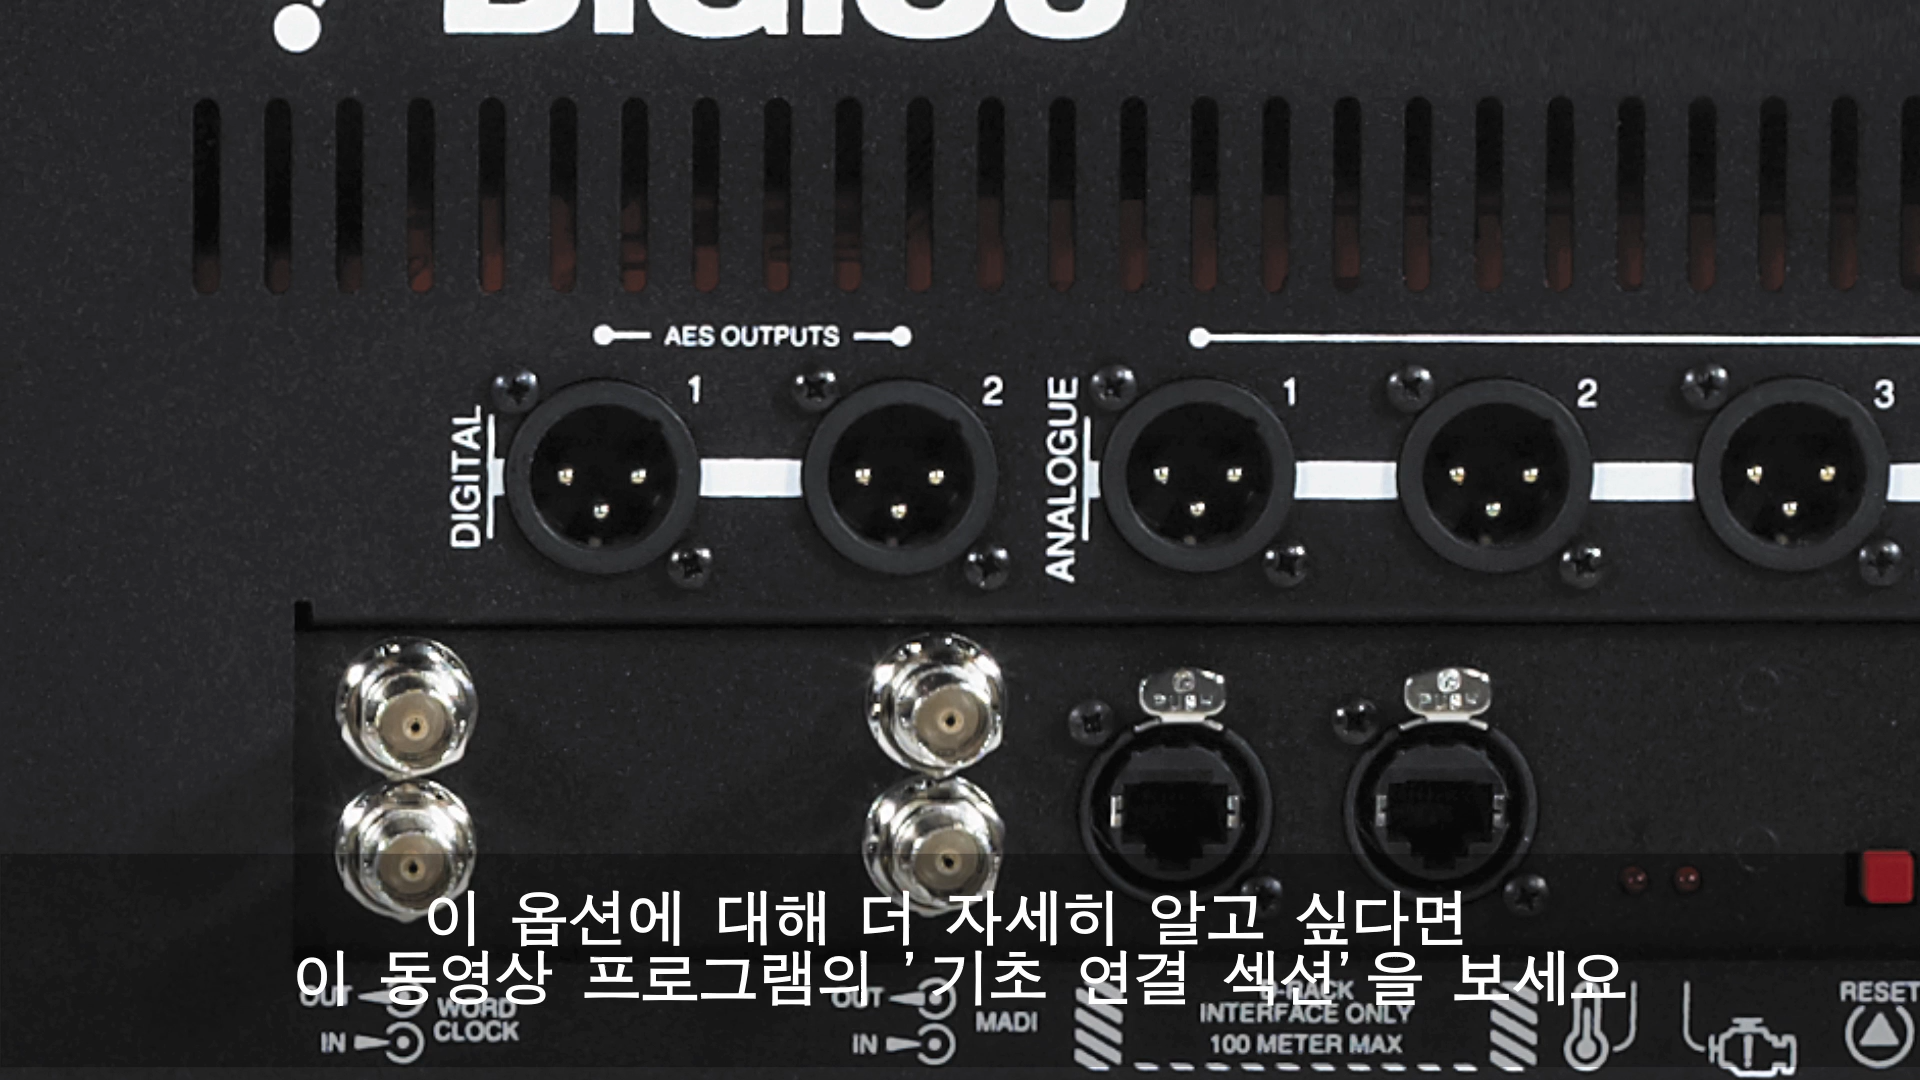 AES OUTPUTS
1
2
1
2
3
DIGITAL
ANALOGUE
PUSH
PUSH
이 옵션에 대해 더 자세히 알고 싶다면
이 동영상 프로그램의 '기초 연결 섹션'을 보세요
OUT
IN
WORD
CLOCK
OUT
IN
MADI
INTERFACE ONLY
100 METER MAX
RESET